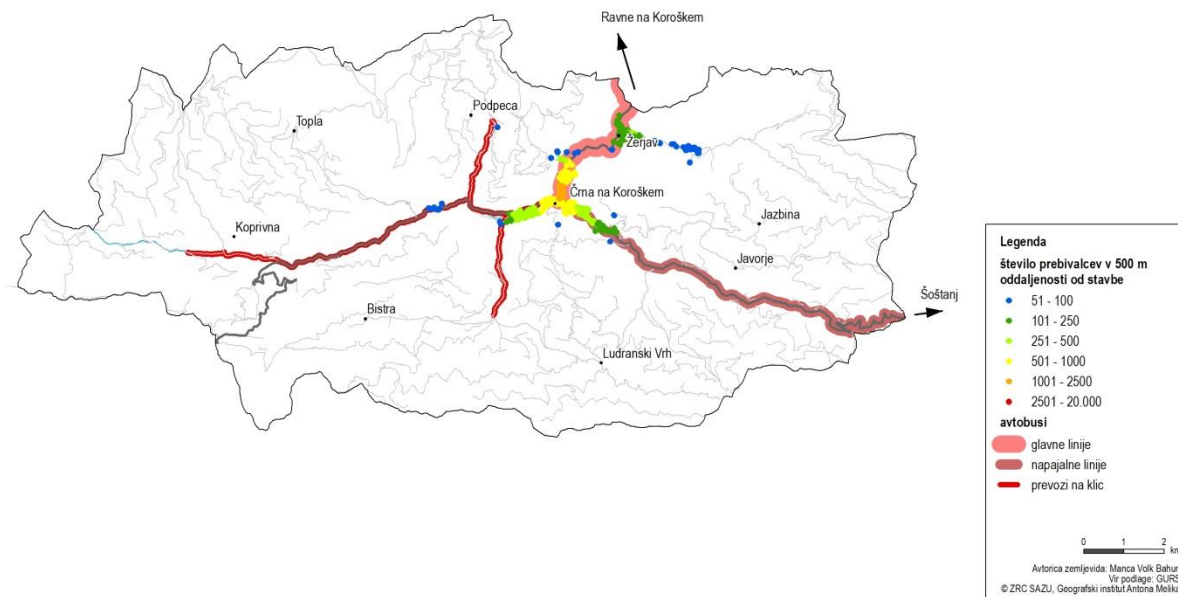 Ravne na Koroškem
Podpeca
Topla
Žerjav
Črna na Koroškem
Koprivna
Jazbina
Javorje
Bistra
Šoštanj
Ludranski Vrh
Legenda
število prebivalcev v 500 m
oddaljenosti od stavbe
51 - 100
101 - 250
251 - 500
501 - 1000
1001 - 2500
2501 - 20.000
avtobusi
glavne linije
napajalne linije
prevozi na klic
0 1 2
km
Avtorica zemljevida: Manca Volk Bahun
Vir podlage: GURS
© ZRC SAZU, Geografski institut Antona Melika